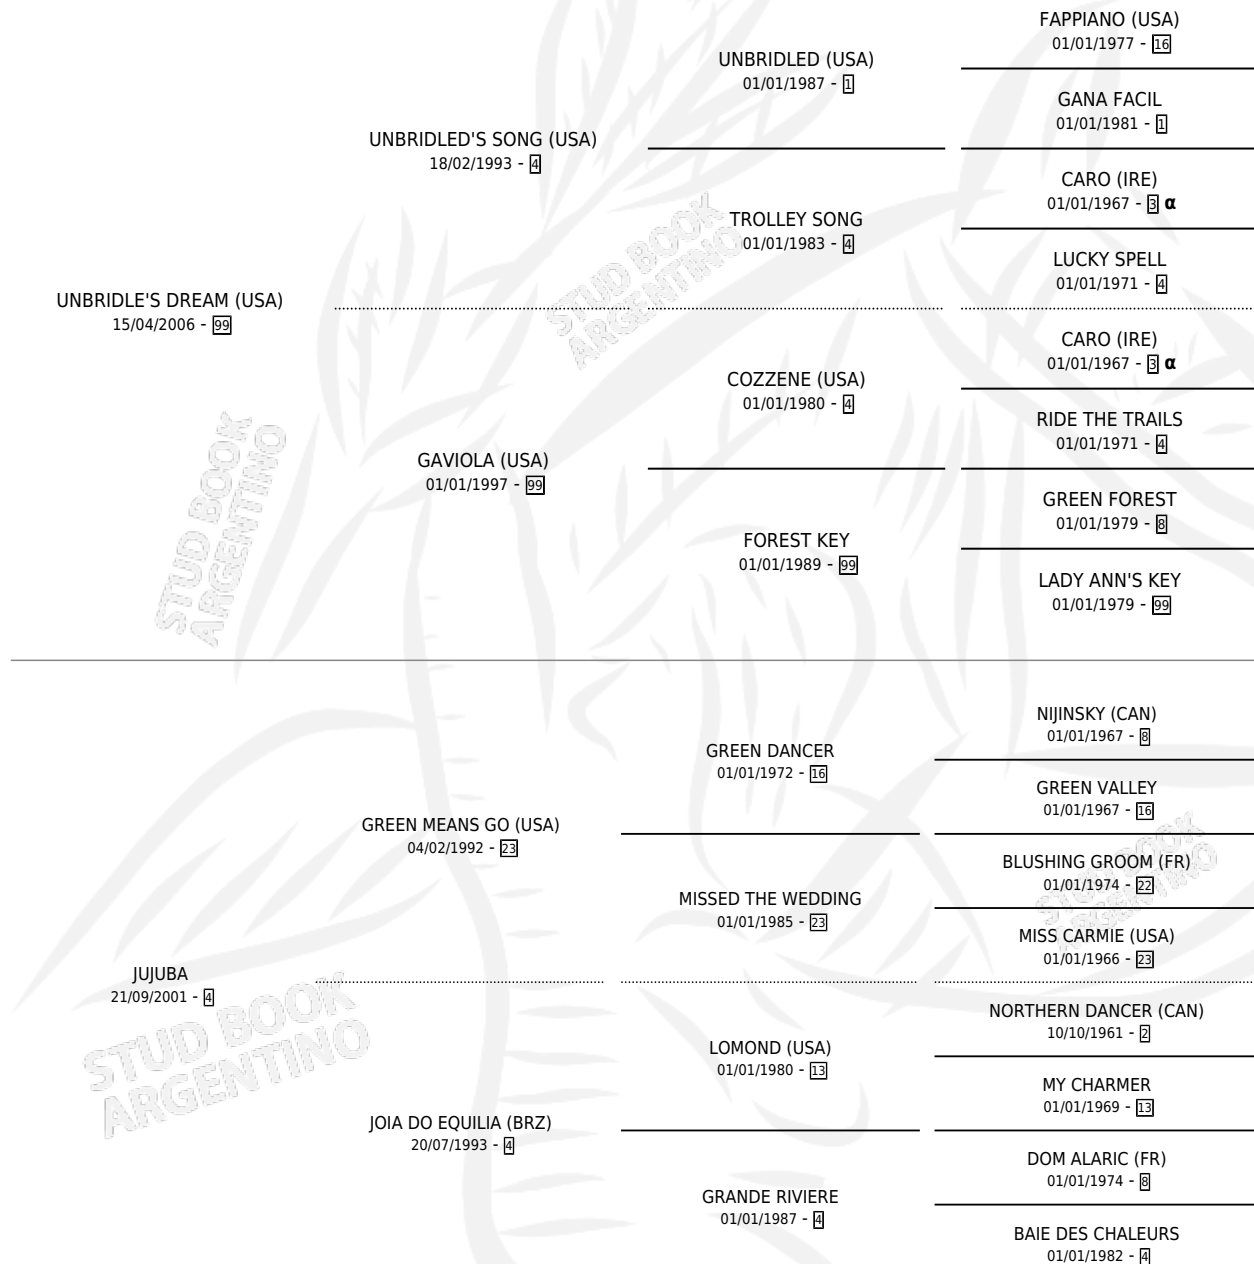 FAPPIANO (USA)
01/01/1977 - 16
UNBRIDLED (USA)
01/01/1987 - 1
GANA FACIL
01/01/1981 - 1
UNBRIDLED'S SONG (USA)
18/02/1993 - 4
CARO (IRE)
01/01/1967 - 3 α
TROLLEY SONG
01/01/1983 - 4
LUCKY SPELL
01/01/1971 - 4
UNBRIDLE'S DREAM (USA)
15/04/2006 - 99
CARO (IRE)
01/01/1967 - 3 α
COZZENE (USA)
01/01/1980 - 4
RIDE THE TRAILS
01/01/1971 - 4
GAVIOLA (USA)
01/01/1997 - 99
GREEN FOREST
01/01/1979 - 8
FOREST KEY
01/01/1989 - 99
LADY ANN'S KEY
01/01/1979 - 99
NIJINSKY (CAN)
01/01/1967 - 8
GREEN DANCER
01/01/1972 - 16
GREEN VALLEY
01/01/1967 - 16
GREEN MEANS GO (USA)
04/02/1992 - 23
BLUSHING GROOM (FR)
01/01/1974 - 22
MISSED THE WEDDING
01/01/1985 - 23
MISS CARMIE (USA)
01/01/1966 - 23
JUJUBA
21/09/2001 - 4
NORTHERN DANCER (CAN)
10/10/1961 - 2
LOMOND (USA)
01/01/1980 - 13
MY CHARMER
01/01/1969 - 13
JOIA DO EQUILIA (BRZ)
20/07/1993 - 4
DOM ALARIC (FR)
01/01/1974 - 8
GRANDE RIVIERE
01/01/1987 - 4
BAIE DES CHALEURS
01/01/1982 - 4
STUD BOOK
ARGENTINO
STUD BOOK
ARGENTINO
STUD BOOK
ARGENTINO
STUD BOOK
ARGENTINO